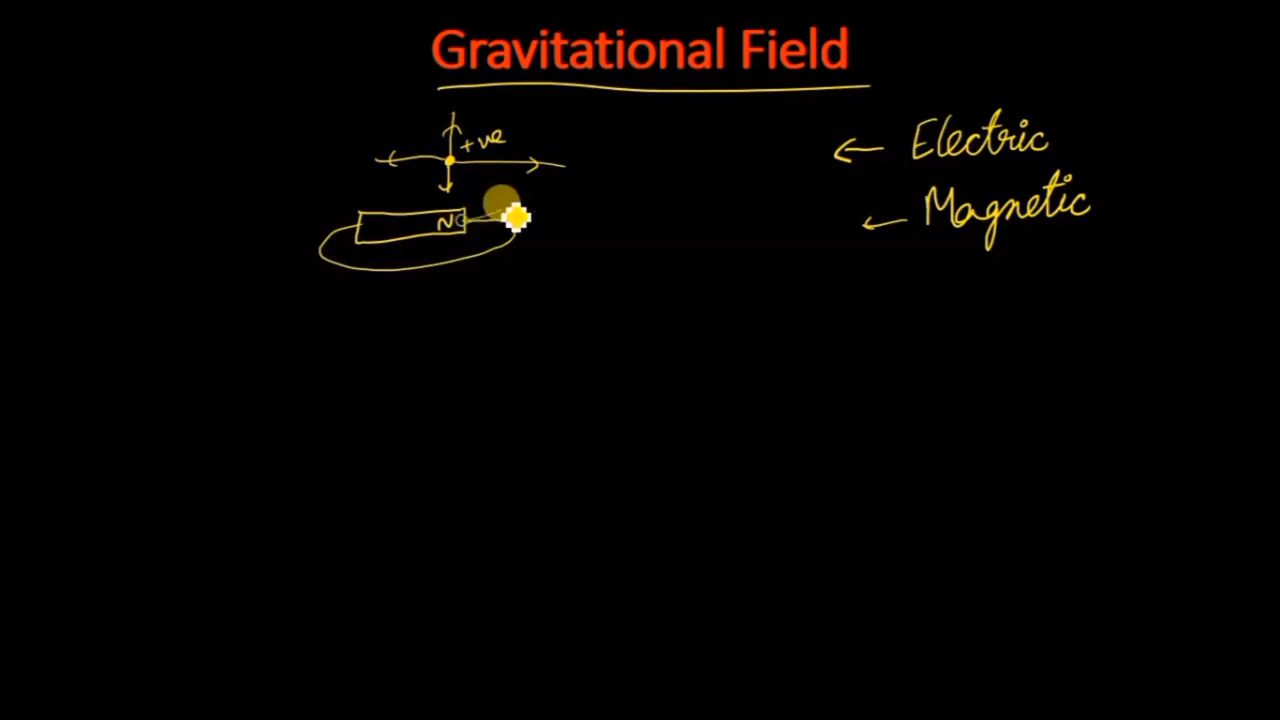 Gravitational Field
+ve
← Electric
N
← Magnetic